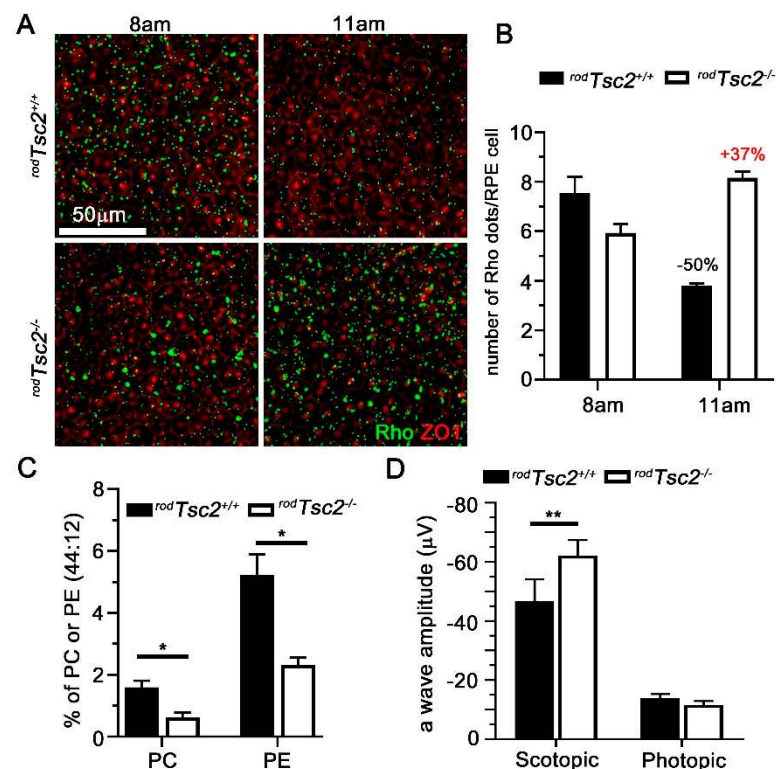 A
8am 11am
rodTsc2+/+
50μm
rodTsc2-/-
Rho ZO1
B
rodTsc2+/+ rodTsc2-/-
number of Rho dots/RPE cell
10
8
6
4
2
0
-50%
+37%
8am 11am
C
rodTsc2+/+ rodTsc2-/-
% of PC or PE (44:12)
8
6
4
2
0
*
*
PC PE
D
rodTsc2+/+ rodTsc2-/-
a wave amplitude (μV)
-80
-60
-40
-20
0
**
Scotopic Photopic